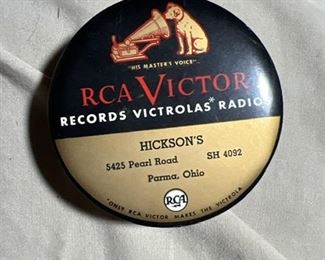 "HIS MASTER'S VOICE"
RCA VICTOR
RECORDS VICTROLAS* RADIOS
HICKSON'S
5425 Pearl Road SH 4092
Parma, Ohio
RCA
*ONLY RCA VICTOR MAKES THE VICTROLA